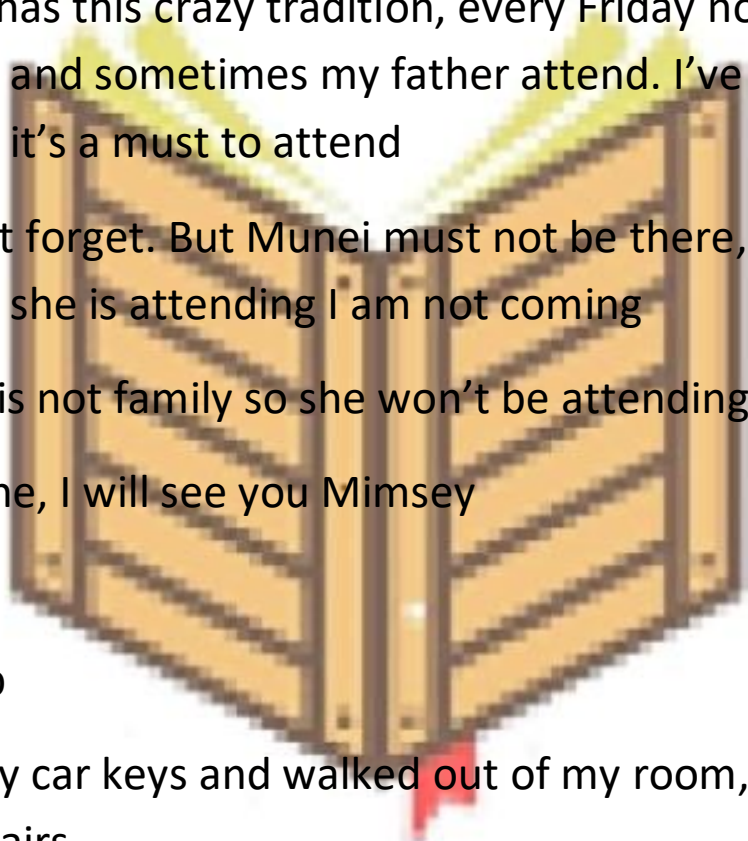 has this crazy tradition, every Friday no
and sometimes my father attend. I’ve
it’s a must to attend
t forget. But Munei must not be there,
she is attending I am not coming
is not family so she won’t be attending
ne, I will see you Mimsey
y car keys and walked out of my room,
airs